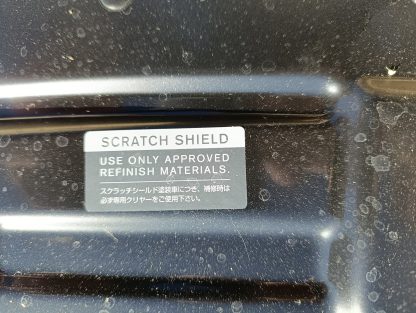 SCRATCH SHIELD
USE ONLY APPROVED
REFINISH MATERIALS.
スクラッチシールド塗装車につき、補修時は
必ず専用クリヤーをご使用下さい。